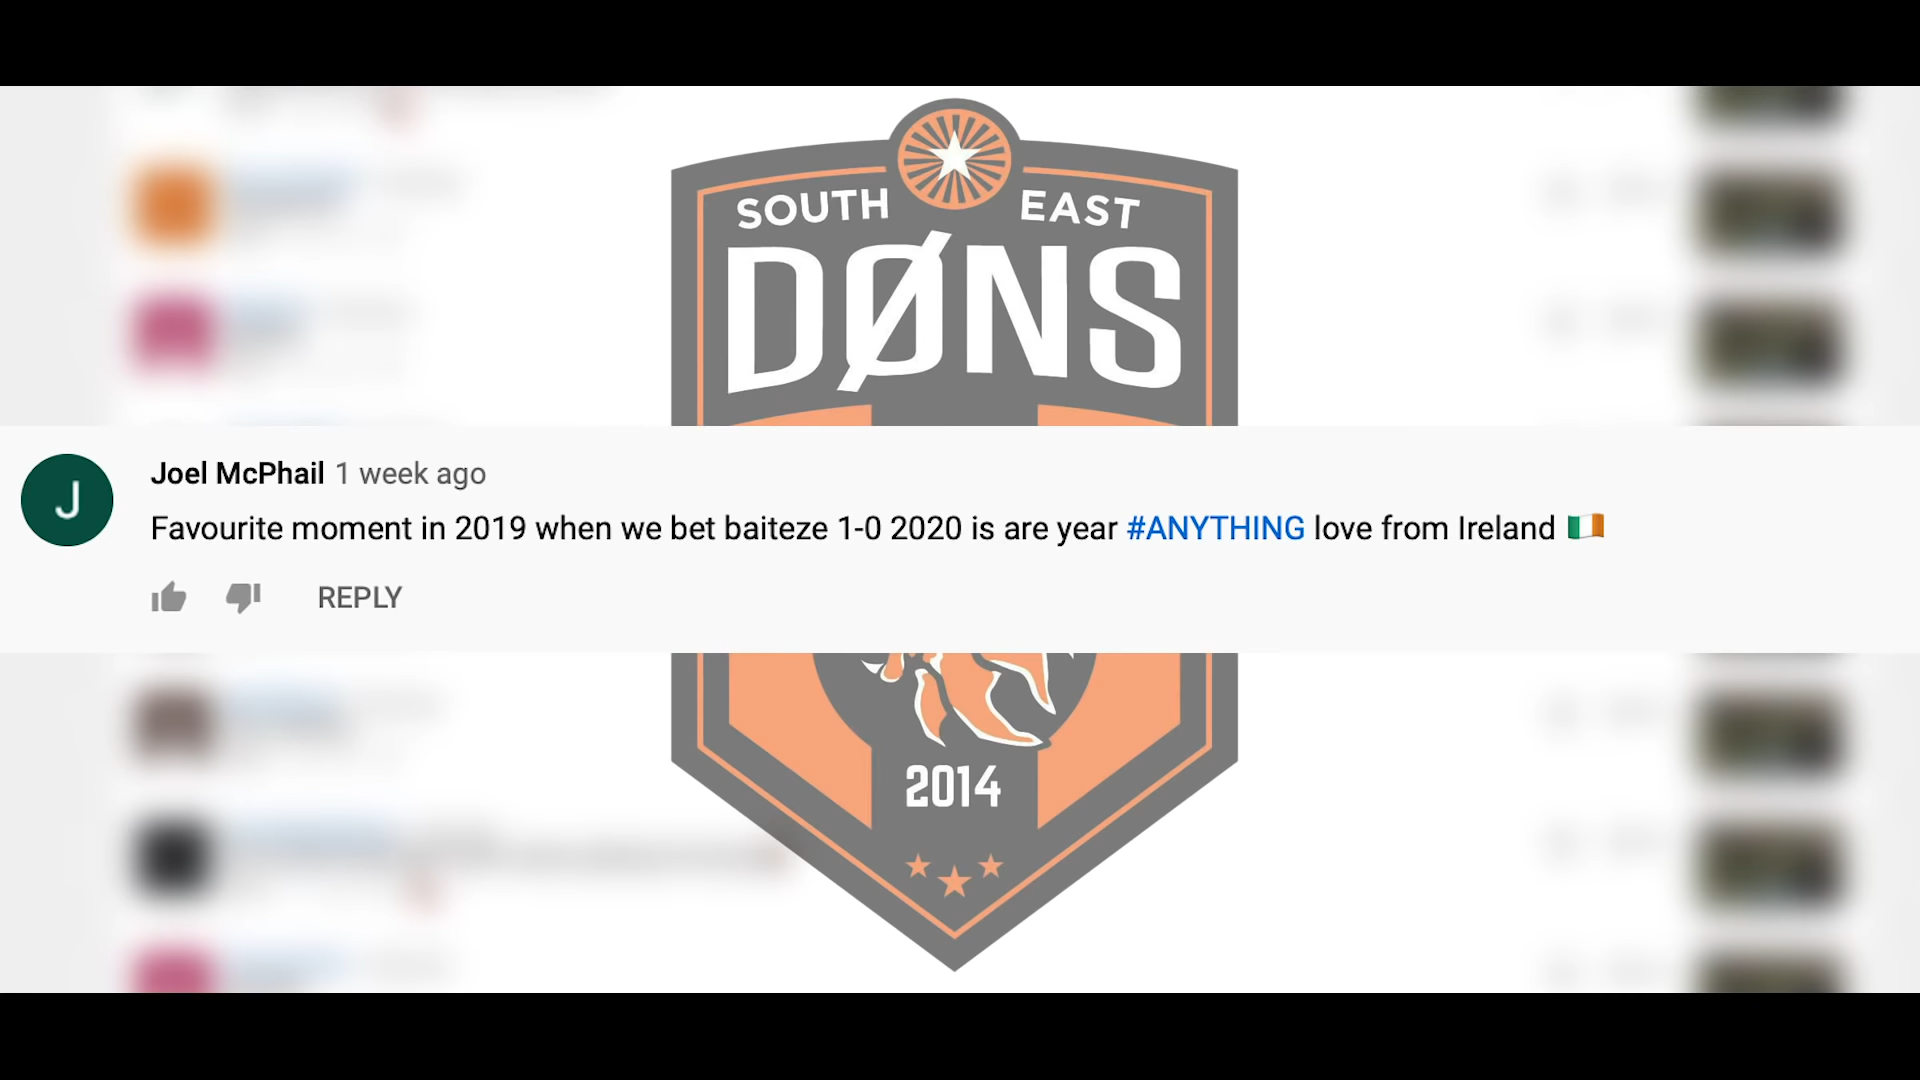 SOUTH EAST
DØNS
Joel McPhail 1 week ago
Favourite moment in 2019 when we bet baiteze 1-0 2020 is are year #ANYTHING love from Ireland 🇮🇪
REPLY
2014